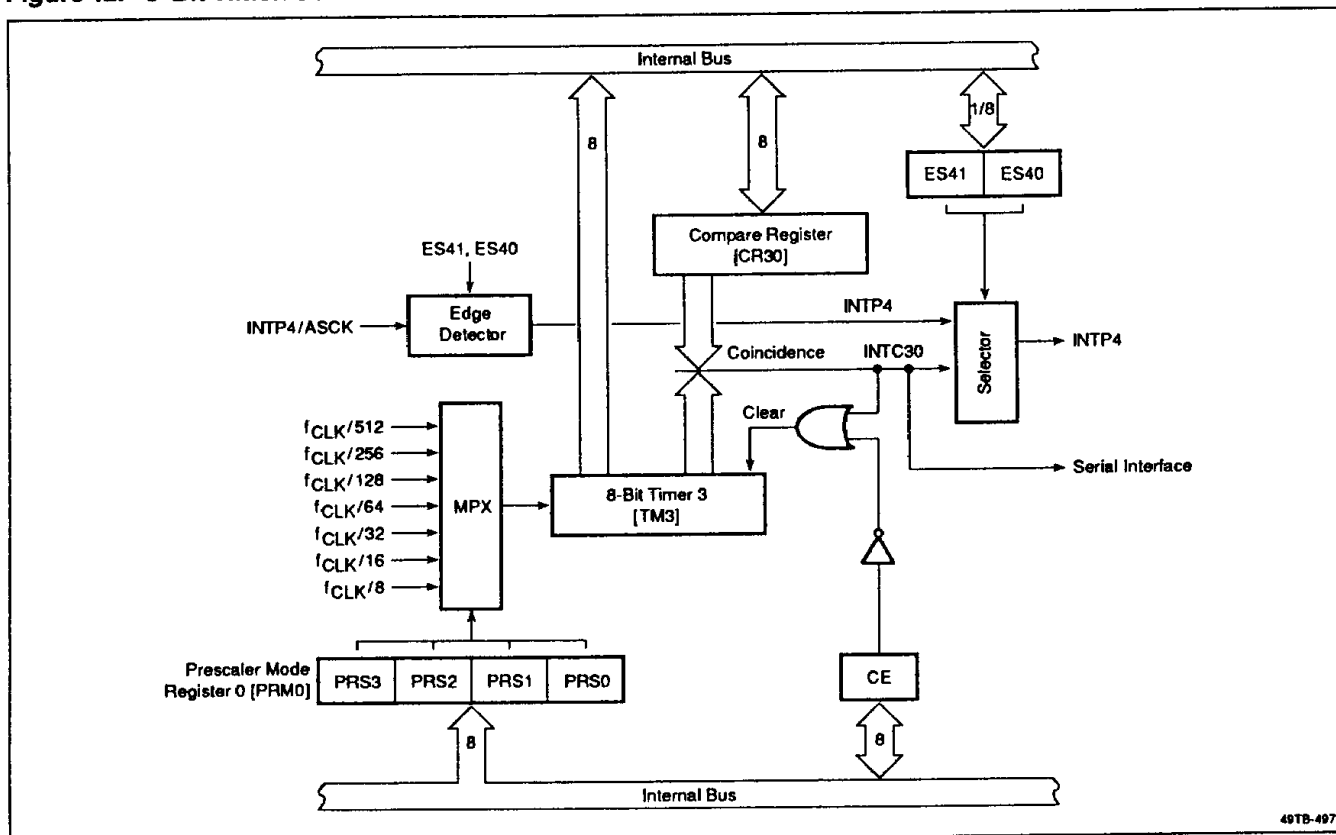 Internal Bus
8
8
1/8
ES41 ES40
Compare Register
[CR30]
ES41, ES40
INTP4/ASCK
Edge
Detector
INTP4
INTP4
Coincidence
INTC30
Selector
Clear
Serial Interface
fCLK/512
fCLK/256
fCLK/128
fCLK/64
fCLK/32
fCLK/16
fCLK/8
MPX
8-Bit Timer 3
[TM3]
Prescaler Mode
Register 0 [PRM0]
PRS3 PRS2 PRS1 PRS0
CE
8
8
Internal Bus
49TB-497